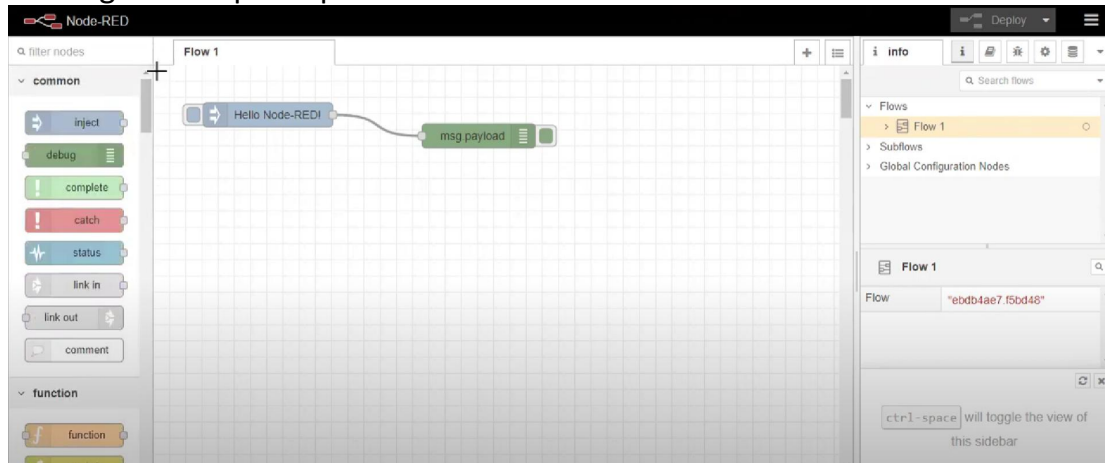 Node-RED
Deploy
filter nodes
Flow 1
i info
i
Search flows
common
inject
debug
complete
catch
status
link in
link out
comment
function
function
Hello Node-RED!
msg payload
Flows
Flow 1
Subflows
Global Configuration Nodes
Flow 1
Flow "ebdb4ae7.f5bd48"
ctrl-space will toggle the view of
this sidebar